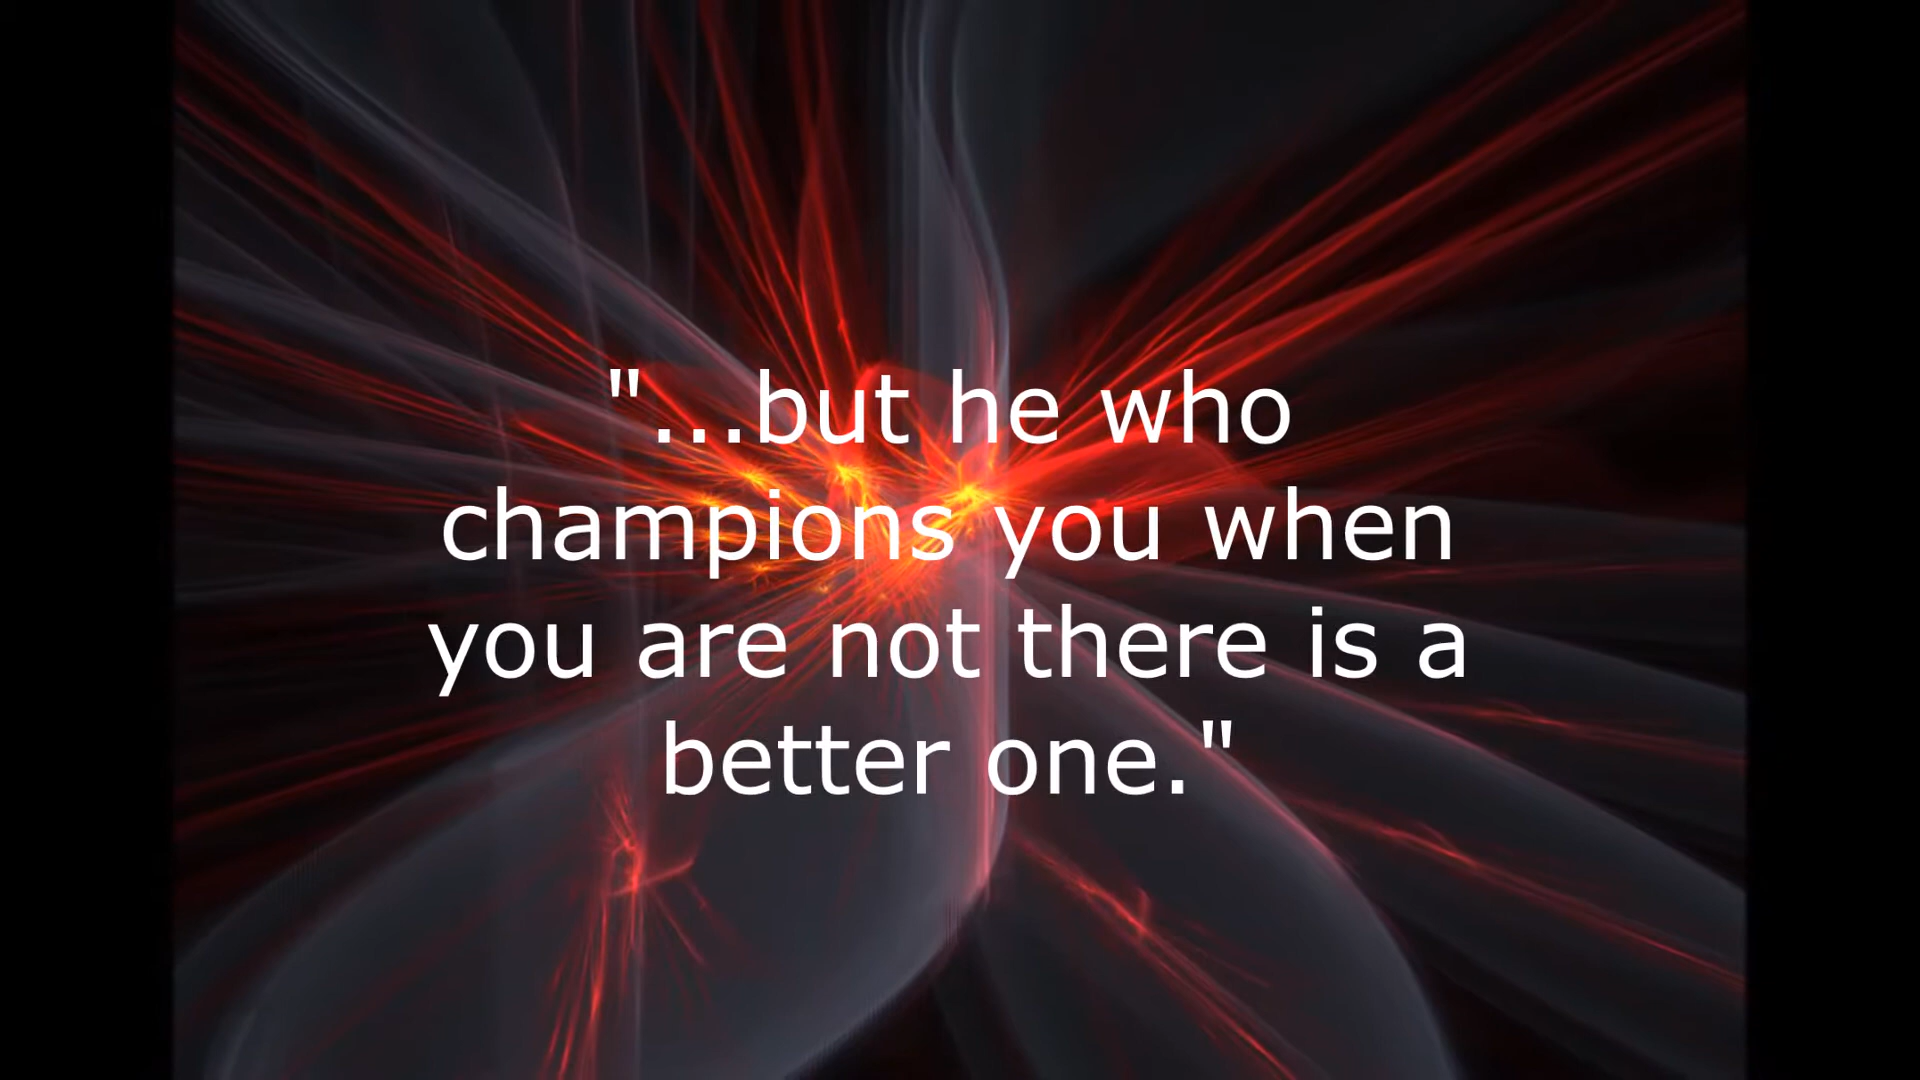 "...but he who
champions you when
you are not there is a
better one."